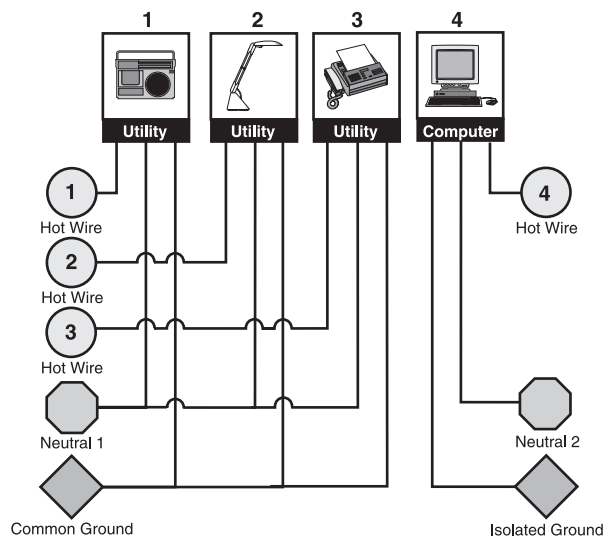 1 2 3 4
Utility Utility Utility Computer
1 4
Hot Wire Hot Wire
2
Hot Wire
3
Hot Wire
Neutral 1 Neutral 2
Common Ground Isolated Ground